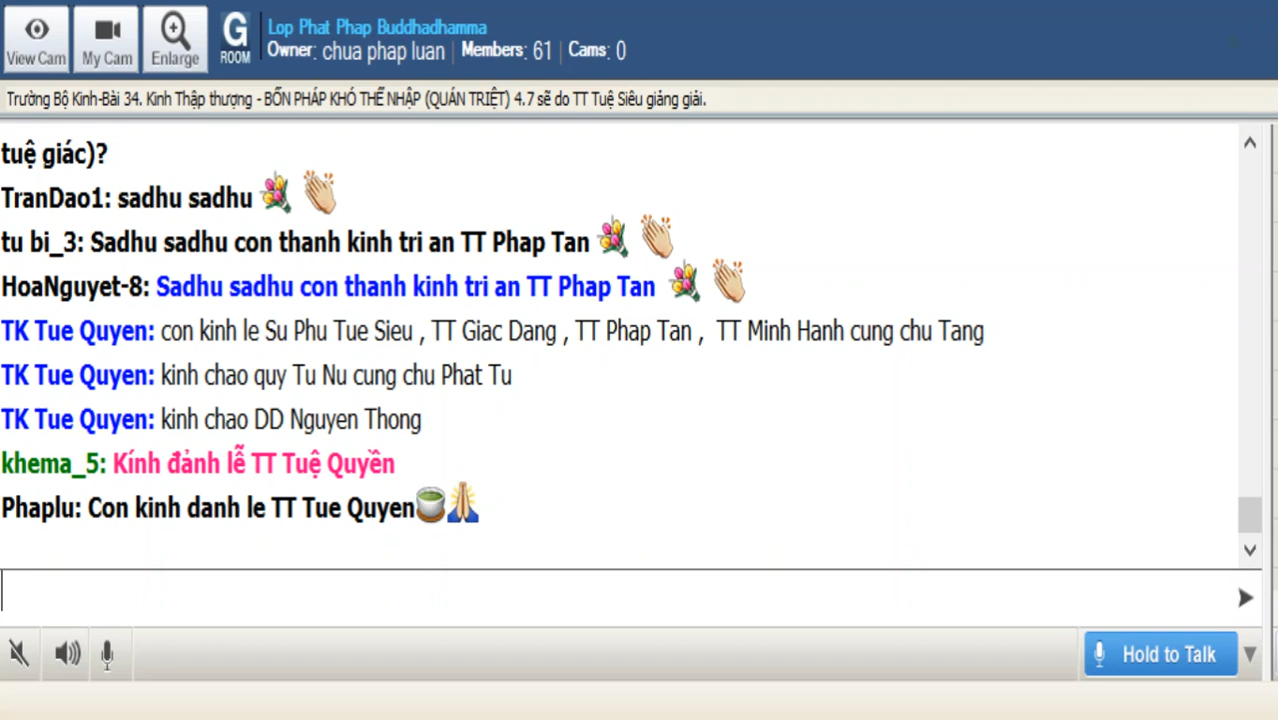 View Cam
My Cam
Enlarge
G
ROOM
Lop Phat Phap Buddhadhamma
Owner: chua phap luan | Members: 61 | Cams: 0
Trường Bộ Kinh-Bài 34. Kinh Thập thượng - BỐN PHÁP KHÓ THỂ NHẬP (QUÁN TRIỆT) 4.7 sẽ do TT Tuệ Siêu giảng giải.
tuệ giác)?
TranDao1: sadhu sadhu
tu bi_3: Sadhu sadhu con thanh kinh tri an TT Phap Tan
HoaNguyet-8: Sadhu sadhu con thanh kinh tri an TT Phap Tan
TK Tue Quyen: con kinh le Su Phu Tue Sieu , TT Giac Dang , TT Phap Tan , TT Minh Hanh cung chu Tang
TK Tue Quyen: kinh chao quy Tu Nu cung chu Phat Tu
TK Tue Quyen: kinh chao DD Nguyen Thong
khema_5: Kính đảnh lễ TT Tuệ Quyền
Phaplu: Con kinh danh le TT Tue Quyen
Hold to Talk